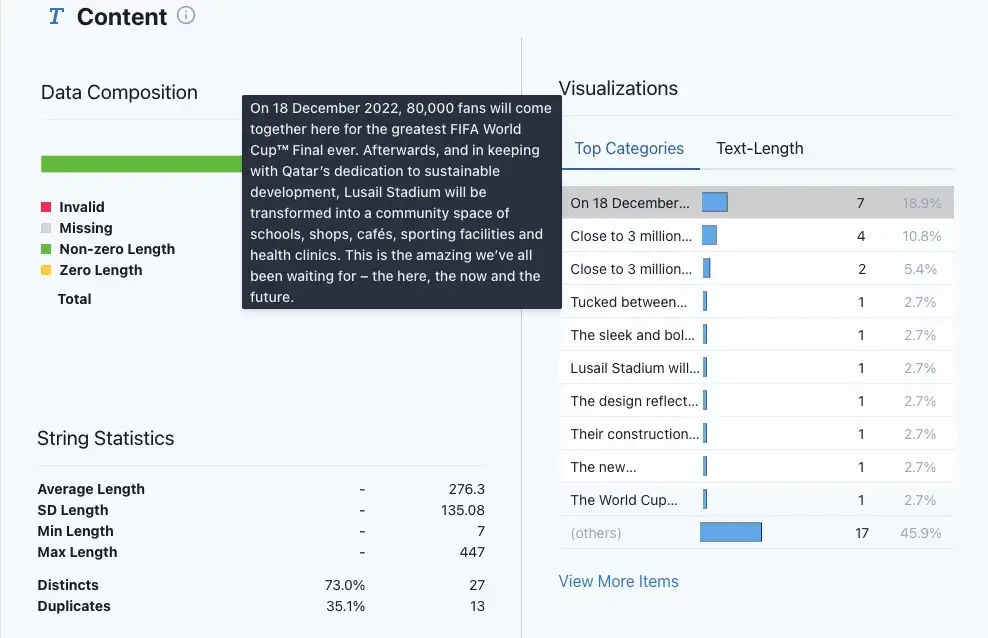 T Content
Data Composition
On 18 December 2022, 80,000 fans will come
together here for the greatest FIFA World
Cup™ Final ever. Afterwards, and in keeping
with Qatar’s dedication to sustainable
development, Lusail Stadium will be
transformed into a community space of
schools, shops, cafés, sporting facilities and
health clinics. This is the amazing we’ve all
been waiting for – the here, the now and the
future.
Invalid
Missing
Non-zero Length
Zero Length
Total
String Statistics
Average Length - 276.3
SD Length - 135.08
Min Length - 7
Max Length - 447
Distincts 73.0% 27
Duplicates 35.1% 13
Visualizations
Top Categories Text-Length
On 18 December... 7 18.9%
Close to 3 million... 4 10.8%
Close to 3 million... 2 5.4%
Tucked between... 1 2.7%
The sleek and bol... 1 2.7%
Lusail Stadium will... 1 2.7%
The design reflect... 1 2.7%
Their construction... 1 2.7%
The new... 1 2.7%
The World Cup... 1 2.7%
(others) 17 45.9%
View More Items